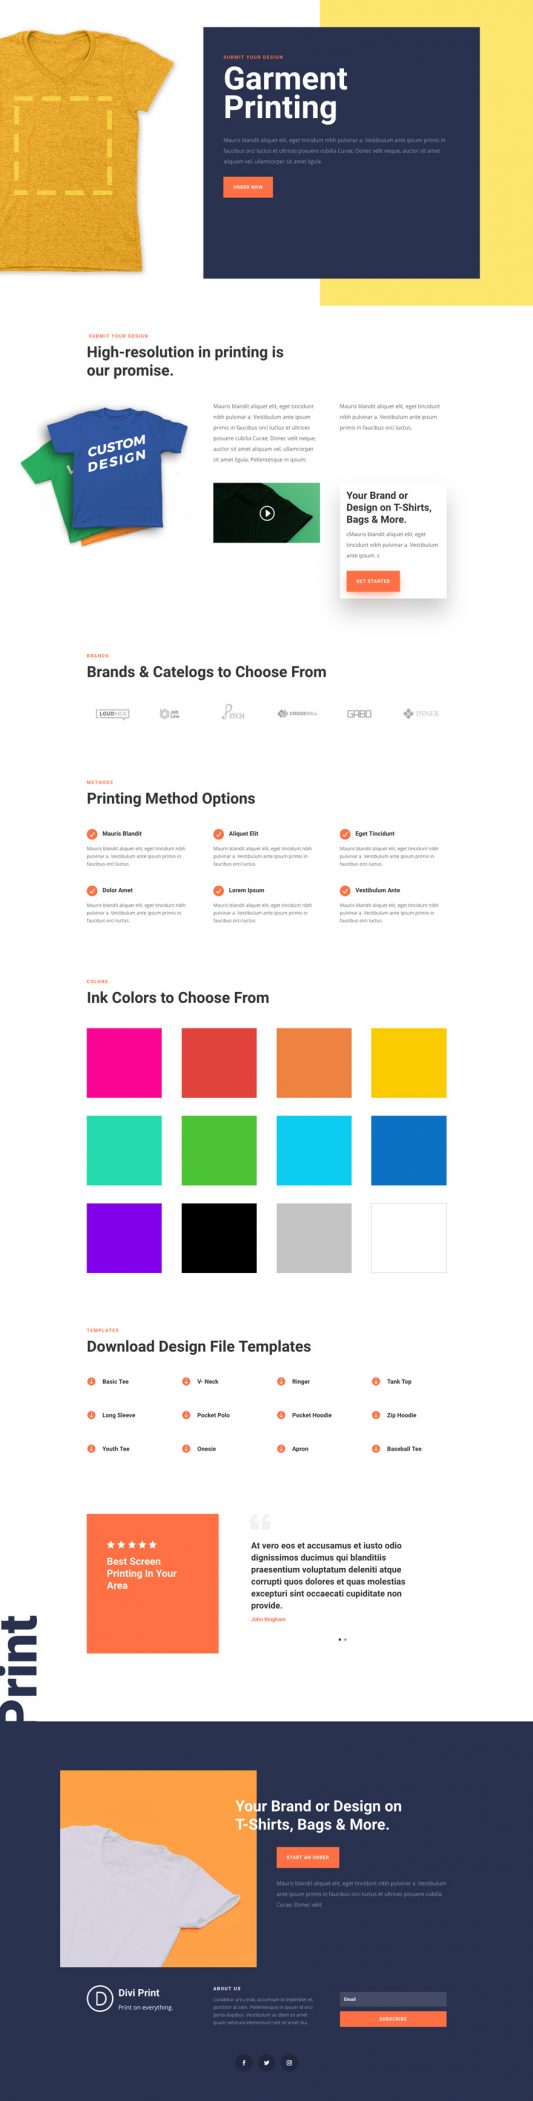 SUBMIT YOUR DESIGN
Garment
Printing
Mauris blandit aliquet elit, eget tincidunt nibh pulvinar a. Vestibulum ante ipsum primis in
faucibus orci luctus et ultrices posuere cubilia Curae; Donec velit neque, auctor sit amet
aliquam vel, ullamcorper sit amet ligula.
ORDER NOW
SUBMIT YOUR DESIGN
High-resolution in printing is
our promise.
CUSTOM
DESIGN
Mauris blandit aliquet elit, eget tincidunt
nibh pulvinar a. Vestibulum ante ipsum
primis in faucibus orci luctus et ultrices
posuere cubilia Curae; Donec velit neque,
auctor sit amet aliquam vel, ullamcorper
sit amet ligula. Pellentesque in ipsum.
Mauris blandit aliquet elit, eget tincidunt
nibh pulvinar a. Vestibulum ante ipsum
primis in faucibus orci luctus.
Your Brand or
Design on T-Shirts,
Bags & More.
cMauris blandit aliquet elit, eget
tincidunt nibh pulvinar a. Vestibulum
ante ipsum. c
GET STARTED
BRANDS
Brands & Catelogs to Choose From
LOUDNICK
Job
Line
PITCH
CROSSWILL
GABO
INNER
METHODS
Printing Method Options
Mauris Blandit
Mauris blandit aliquet elit, eget tincidunt nibh
pulvinar a. Vestibulum ante ipsum primis in
faucibus orci luctus.
Aliquet Elit
Mauris blandit aliquet elit, eget tincidunt nibh
pulvinar a. Vestibulum ante ipsum primis in
faucibus orci luctus.
Eget Tincidunt
Mauris blandit aliquet elit, eget tincidunt nibh
pulvinar a. Vestibulum ante ipsum primis in
faucibus orci luctus.
Dolor Amet
Mauris blandit aliquet elit, eget tincidunt nibh
pulvinar a. Vestibulum ante ipsum primis in
faucibus orci luctus.
Lorem Ipsum
Mauris blandit aliquet elit, eget tincidunt nibh
pulvinar a. Vestibulum ante ipsum primis in
faucibus orci luctus.
Vestibulum Ante
Mauris blandit aliquet elit, eget tincidunt nibh
pulvinar a. Vestibulum ante ipsum primis in
faucibus orci luctus.
COLORS
Ink Colors to Choose From
TEMPLATES
Download Design File Templates
Basic Tee
V- Neck
Ringer
Tank Top
Long Sleeve
Pocket Polo
Pocket Hoodie
Zip Hoodie
Youth Tee
Onesie
Apron
Baseball Tee
Best Screen
Printing In Your
Area
At vero eos et accusamus et iusto odio
dignissimos ducimus qui blanditiis
praesentium voluptatum deleniti atque
corrupti quos dolores et quas molestias
excepturi sint occaecati cupiditate non
provide.
John Kingham
Print
Your Brand or Design on
T-Shirts, Bags & More.
START AN ORDER
Mauris blandit aliquet elit, eget tincidunt nibh pulvinar a. Vestibulum
ante ipsum primis in faucibus orci luctus et ultrices posuere cubilia
Curae; Donec velit.
D
Divi Print
Print on everything.
ABOUT US
Curabitur arcu erat, accumsan id imperdiet et,
porttitor at sem. Pellentesque in ipsum id orci
porta dapibus. Vestibulum ac diam sit amet
quam vehicula elementum sed sit amet dui.
Email
SUBSCRIBE